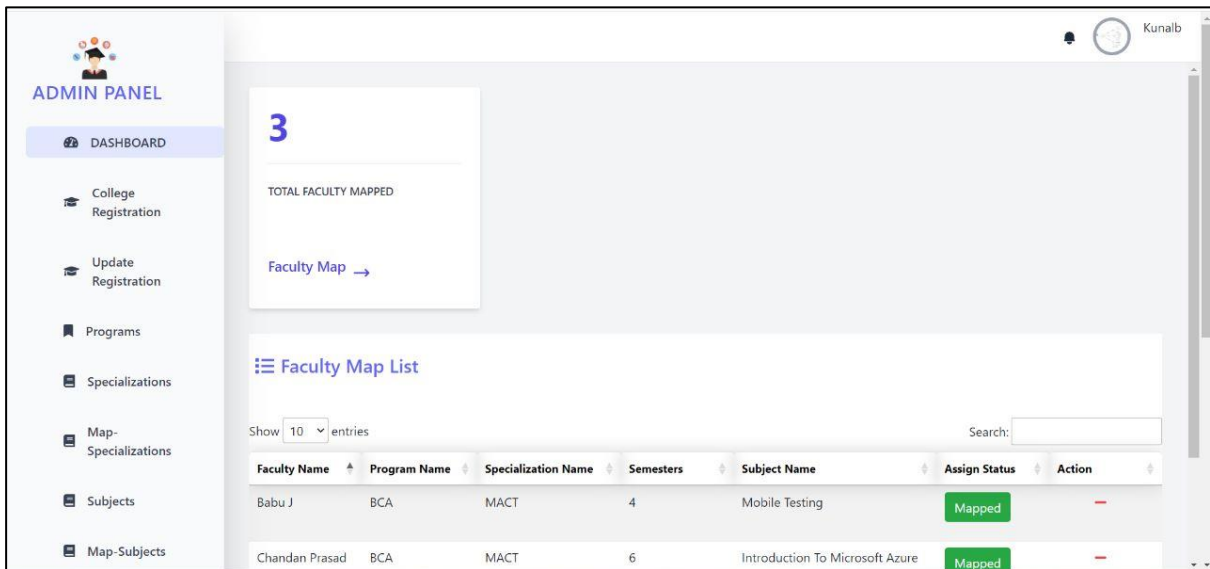 Kunalb
ADMIN PANEL
DASHBOARD
College
Registration
Update
Registration
Programs
Specializations
Map-
Specializations
Subjects
Map-Subjects
3
TOTAL FACULTY MAPPED
Faculty Map →
Faculty Map List
Show 10 entries
Search:
Faculty Name Program Name Specialization Name Semesters Subject Name Assign Status Action
Babu J BCA MACT 4 Mobile Testing Mapped
Chandan Prasad BCA MACT 6 Introduction To Microsoft Azure Mapped